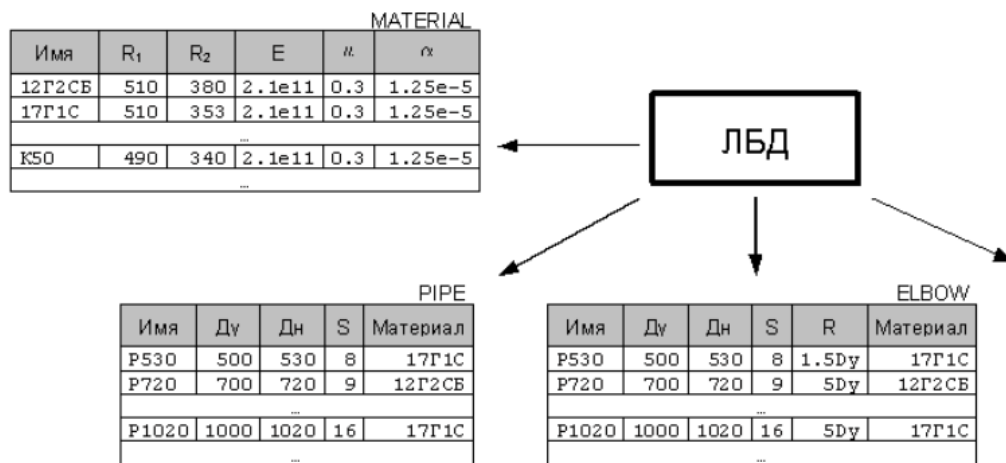 MATERIAL
Имя R₁ R₂ E μ α
12Г2СБ 510 380 2.1e11 0.3 1.25e-5
17Г1С 510 353 2.1e11 0.3 1.25e-5
...
K50 490 340 2.1e11 0.3 1.25e-5
...
ЛБД
PIPE
Имя Ду Дн S Материал
P530 500 530 8 17Г1С
P720 700 720 9 12Г2СБ
...
P1020 1000 1020 16 17Г1С
...
ELBOW
Имя Ду Дн S R Материал
P530 500 530 8 1.5Dy 17Г1С
P720 700 720 9 5Dy 12Г2СБ
...
P1020 1000 1020 16 5Dy 17Г1С
...